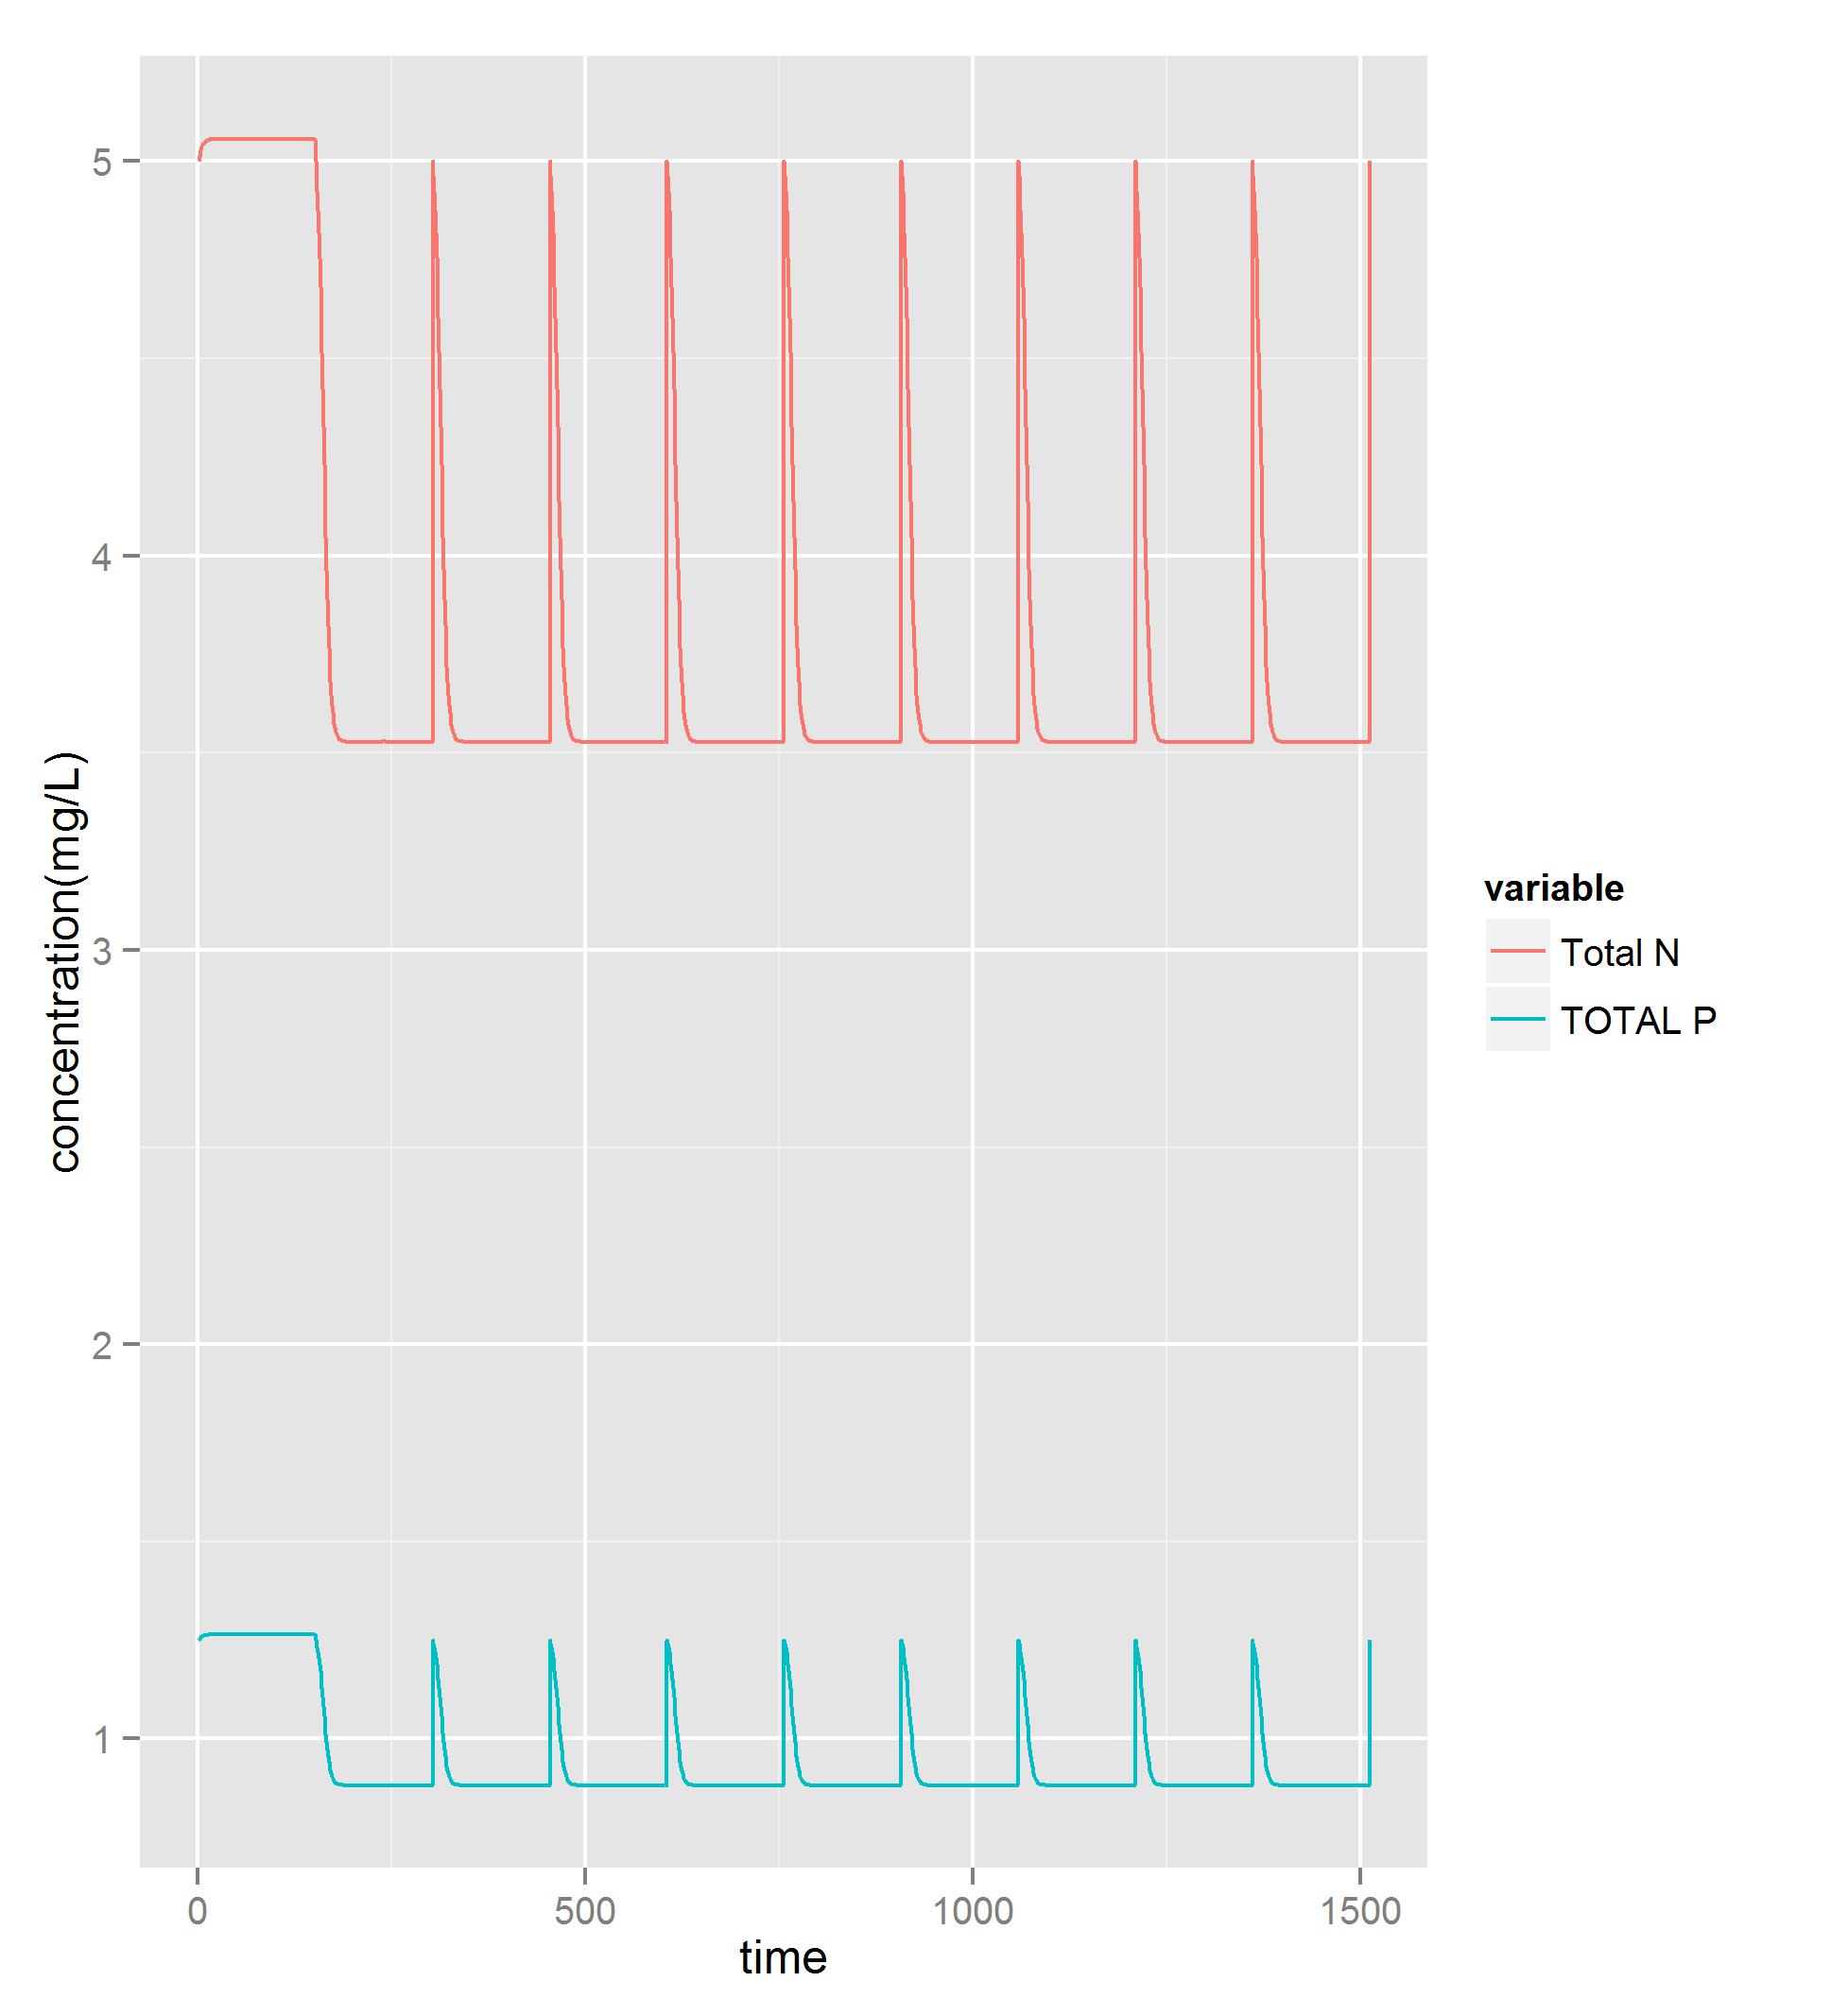 concentration(mg/L)
5
4
3
2
1
0 500 1000 1500
time
variable
Total N
TOTAL P